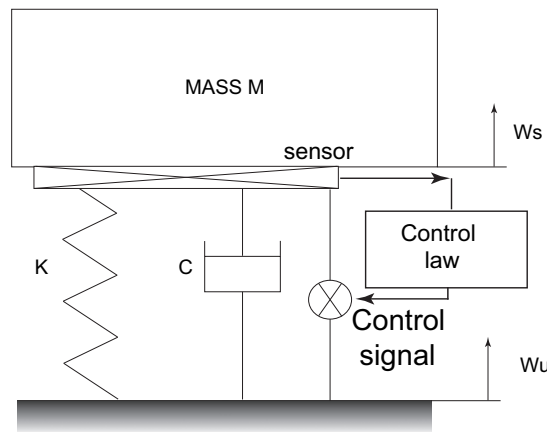 MASS M
Ws
sensor
Control
law
K
C
Control
signal
Wu